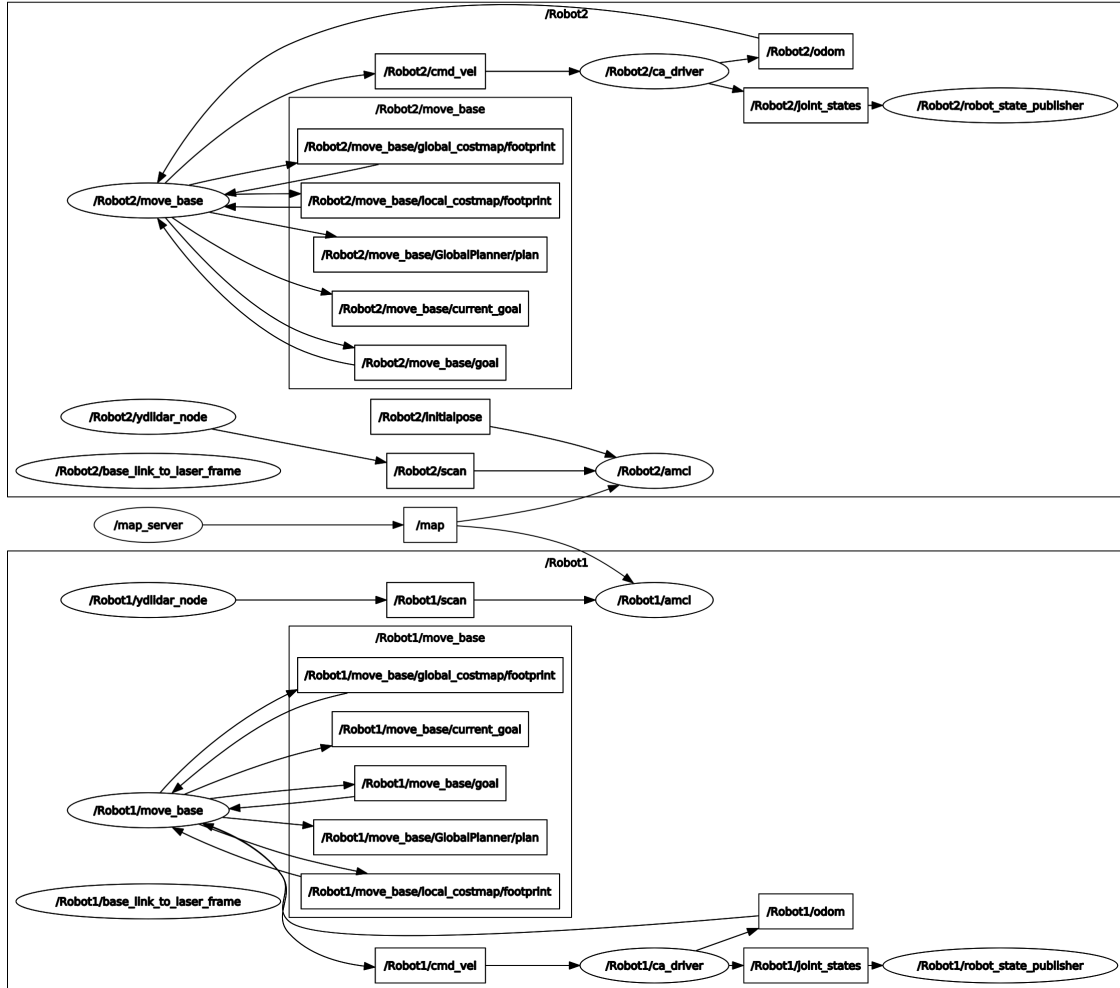 /Robot2
/Robot2/odom
/Robot2/cmd_vel
/Robot2/ca_driver
/Robot2/joint_states
/Robot2/robot_state_publisher
/Robot2/move_base
/Robot2/move_base/global_costmap/footprint
/Robot2/move_base
/Robot2/move_base/local_costmap/footprint
/Robot2/move_base/GlobalPlanner/plan
/Robot2/move_base/current_goal
/Robot2/move_base/goal
/Robot2/ydlidar_node
/Robot2/initialpose
/Robot2/base_link_to_laser_frame
/Robot2/scan
/Robot2/amcl
/map_server
/map
/Robot1
/Robot1/ydlidar_node
/Robot1/scan
/Robot1/amcl
/Robot1/move_base
/Robot1/move_base/global_costmap/footprint
/Robot1/move_base/current_goal
/Robot1/move_base/goal
/Robot1/move_base
/Robot1/move_base/GlobalPlanner/plan
/Robot1/move_base/local_costmap/footprint
/Robot1/base_link_to_laser_frame
/Robot1/odom
/Robot1/cmd_vel
/Robot1/ca_driver
/Robot1/joint_states
/Robot1/robot_state_publisher